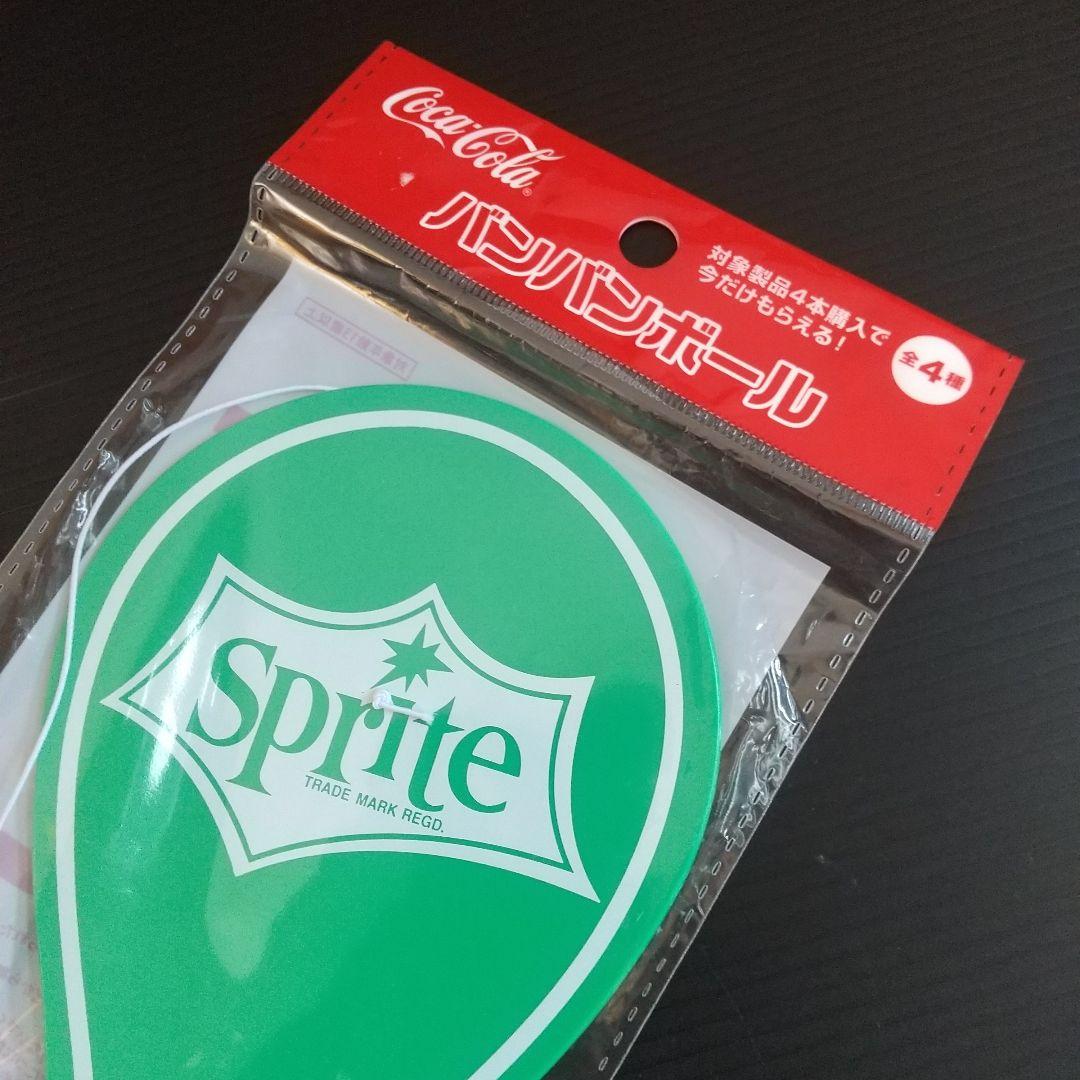 Coca-Cola®
バンバンボール
対象製品4本購入で
今だけもらえる!
全4種
Sprite
TRADE MARK REGD.